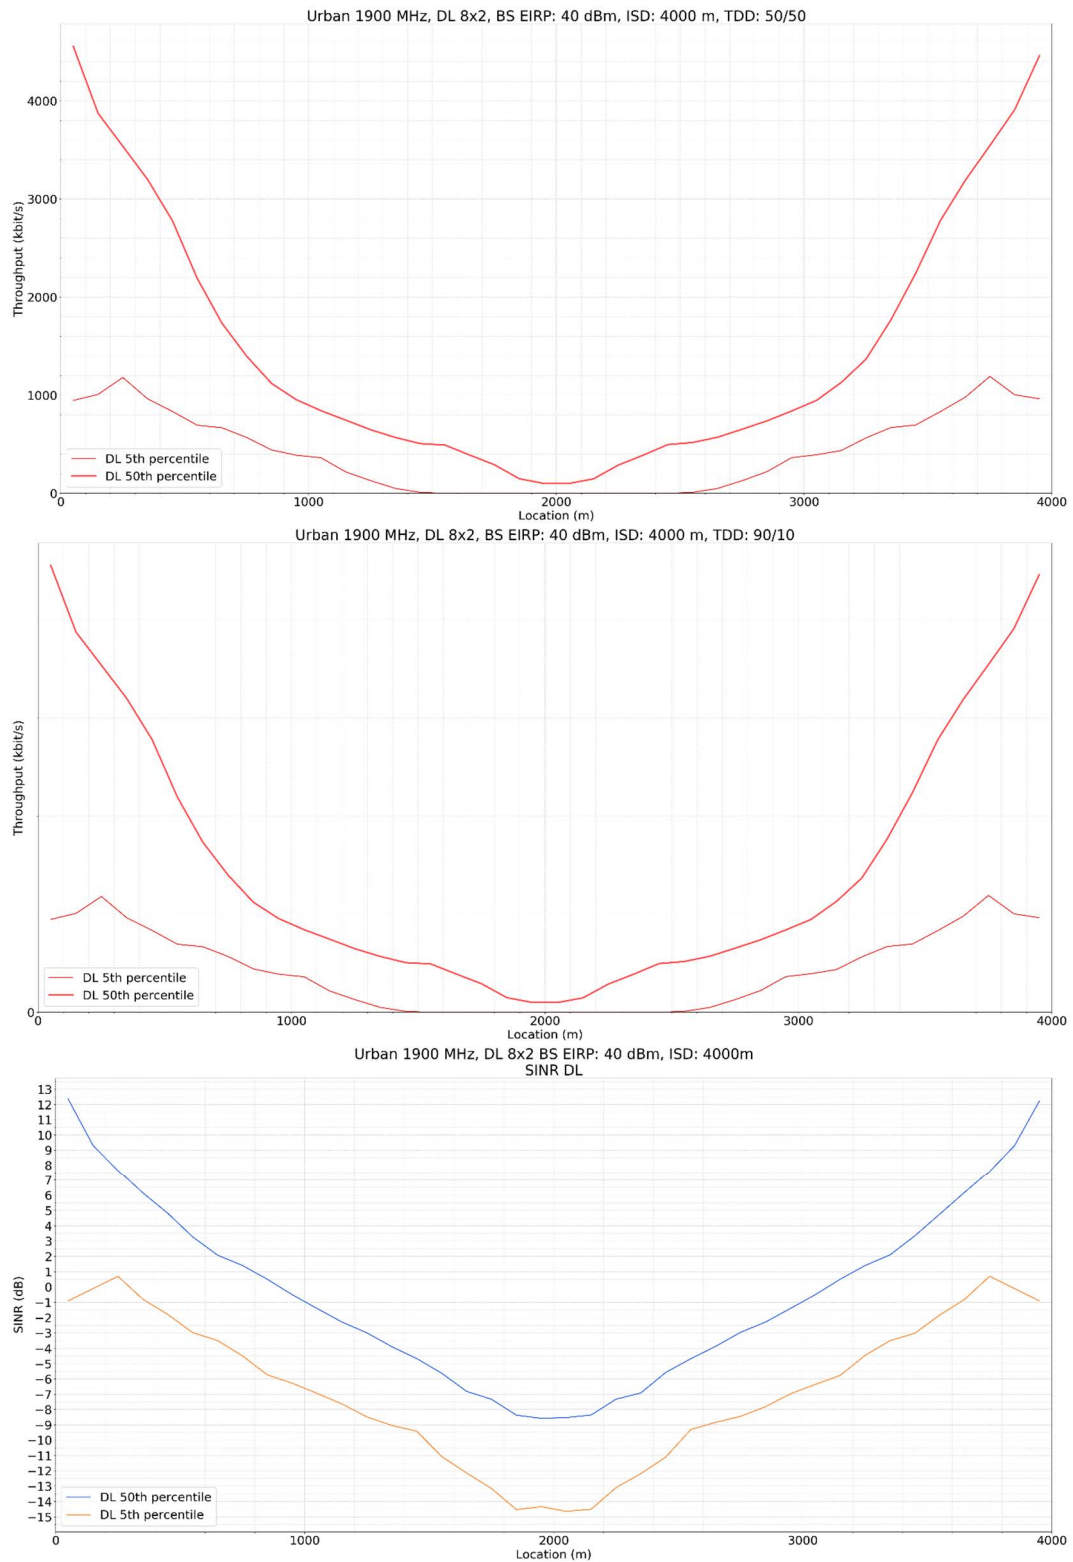 Urban 1900 MHz, DL 8x2, BS EIRP: 40 dBm, ISD: 4000 m, TDD: 50/50
Throughput (kbit/s)
4000
3000
2000
1000
0
DL 5th percentile
DL 50th percentile
0 1000 2000 3000 4000
Location (m)
Urban 1900 MHz, DL 8x2, BS EIRP: 40 dBm, ISD: 4000 m, TDD: 90/10
Throughput (kbit/s)
0
DL 5th percentile
DL 50th percentile
0 1000 2000 3000 4000
Location (m)
Urban 1900 MHz, DL 8x2 BS EIRP: 40 dBm, ISD: 4000m
SINR DL
SINR (dB)
13
12
11
10
9
8
7
6
5
4
3
2
1
0
−1
−2
−3
−4
−5
−6
−7
−8
−9
−10
−11
−12
−13
−14
−15
DL 50th percentile
DL 5th percentile
0 1000 2000 3000 4000
Location (m)